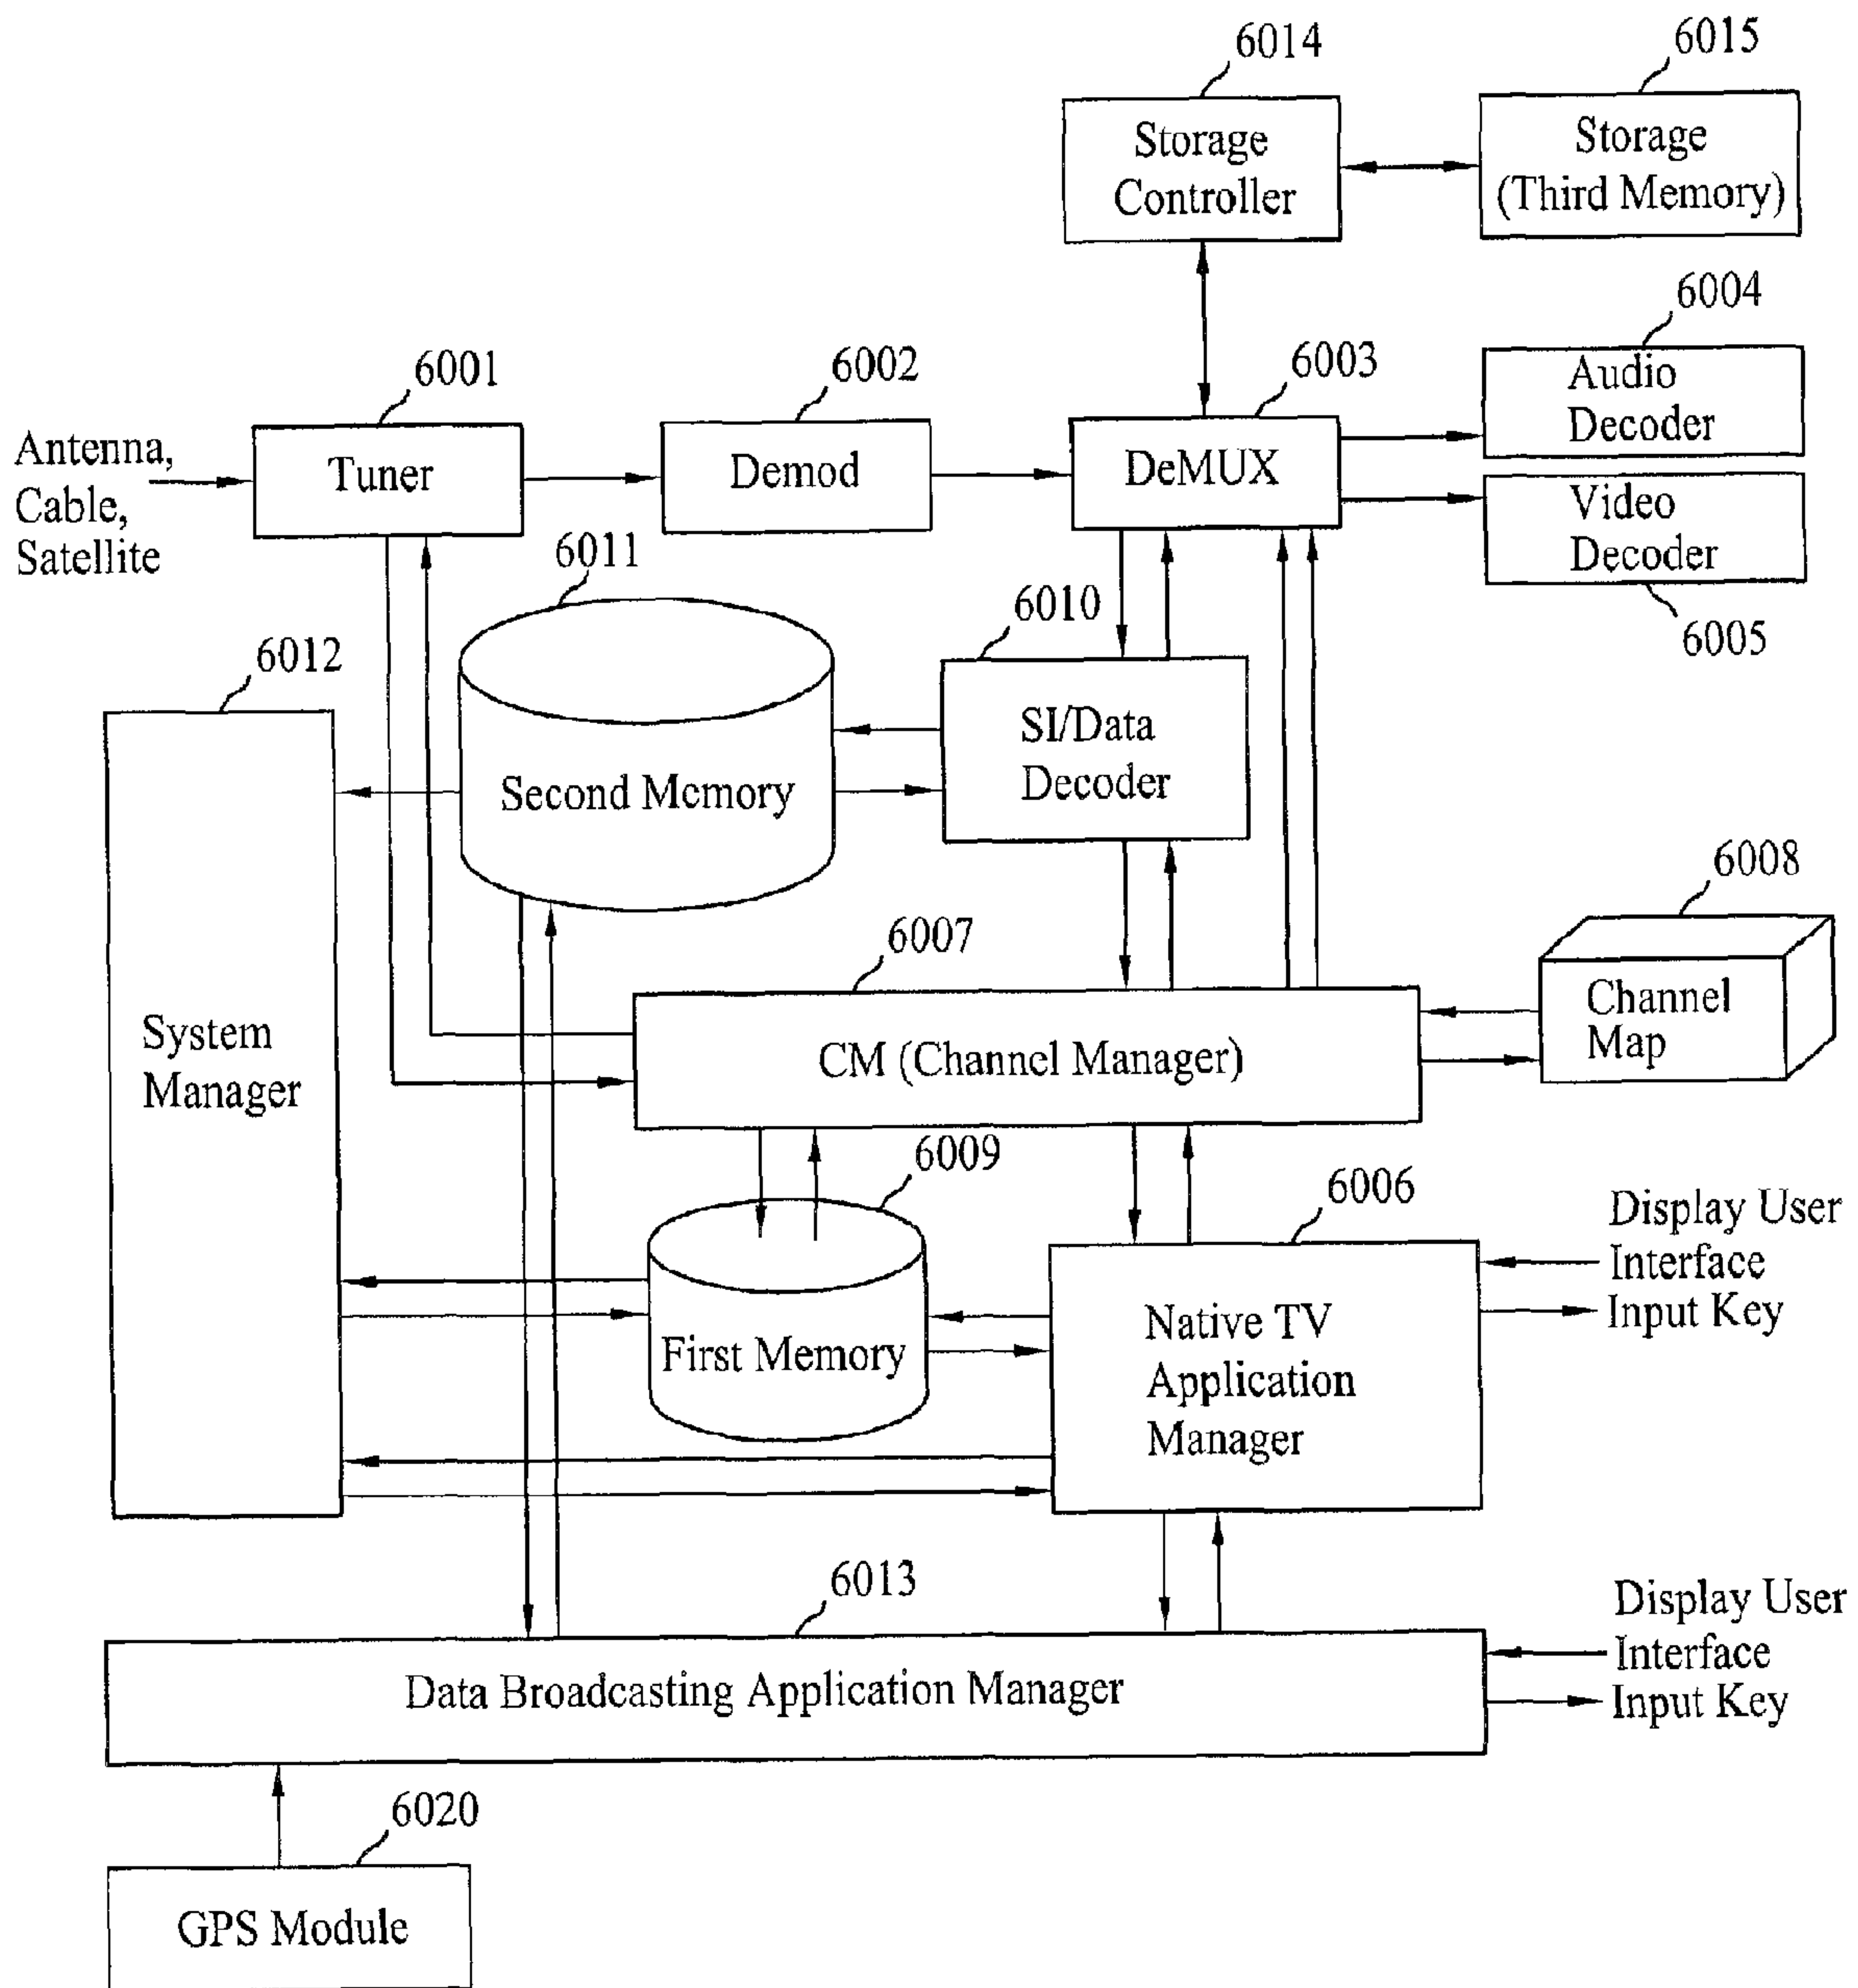 6014
6015
Storage
Controller
Storage
(Third Memory)
6004
6001
6002
6003
Audio
Decoder
Antenna,
Cable,
Satellite
Tuner
Demod
DeMUX
Video
Decoder
6005
6011
6010
6012
Second Memory
SI/Data
Decoder
6008
6007
Channel
Map
System
Manager
CM (Channel Manager)
6009
6006
Display User
Interface
Input Key
First Memory
Native TV
Application
Manager
6013
Display User
Interface
Input Key
Data Broadcasting Application Manager
6020
GPS Module